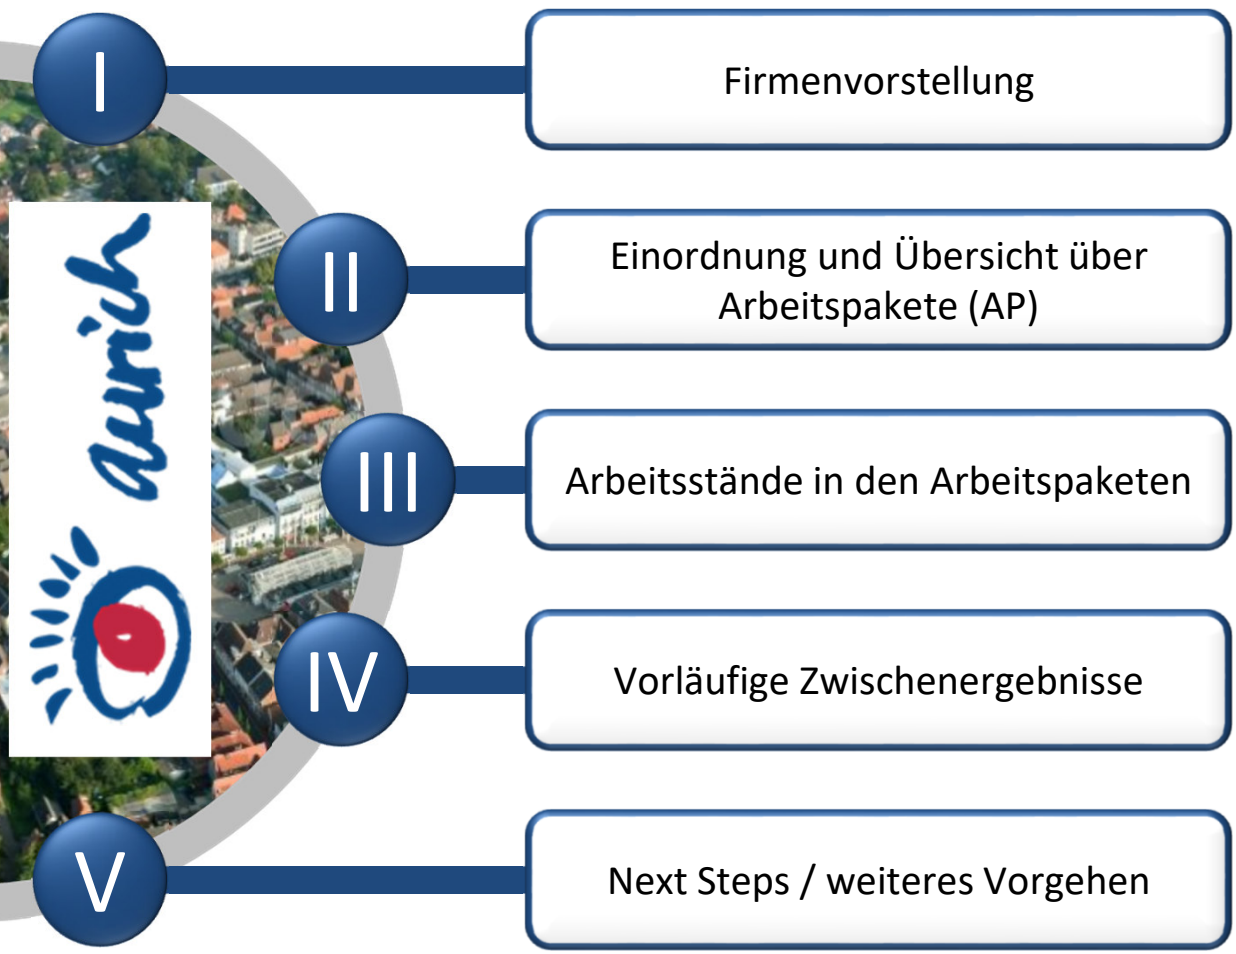 I
Firmenvorstellung
II
Einordnung und Übersicht über
Arbeitspakete (AP)
aurich
III
Arbeitsstände in den Arbeitspaketen
IV
Vorläufige Zwischenergebnisse
V
Next Steps / weiteres Vorgehen